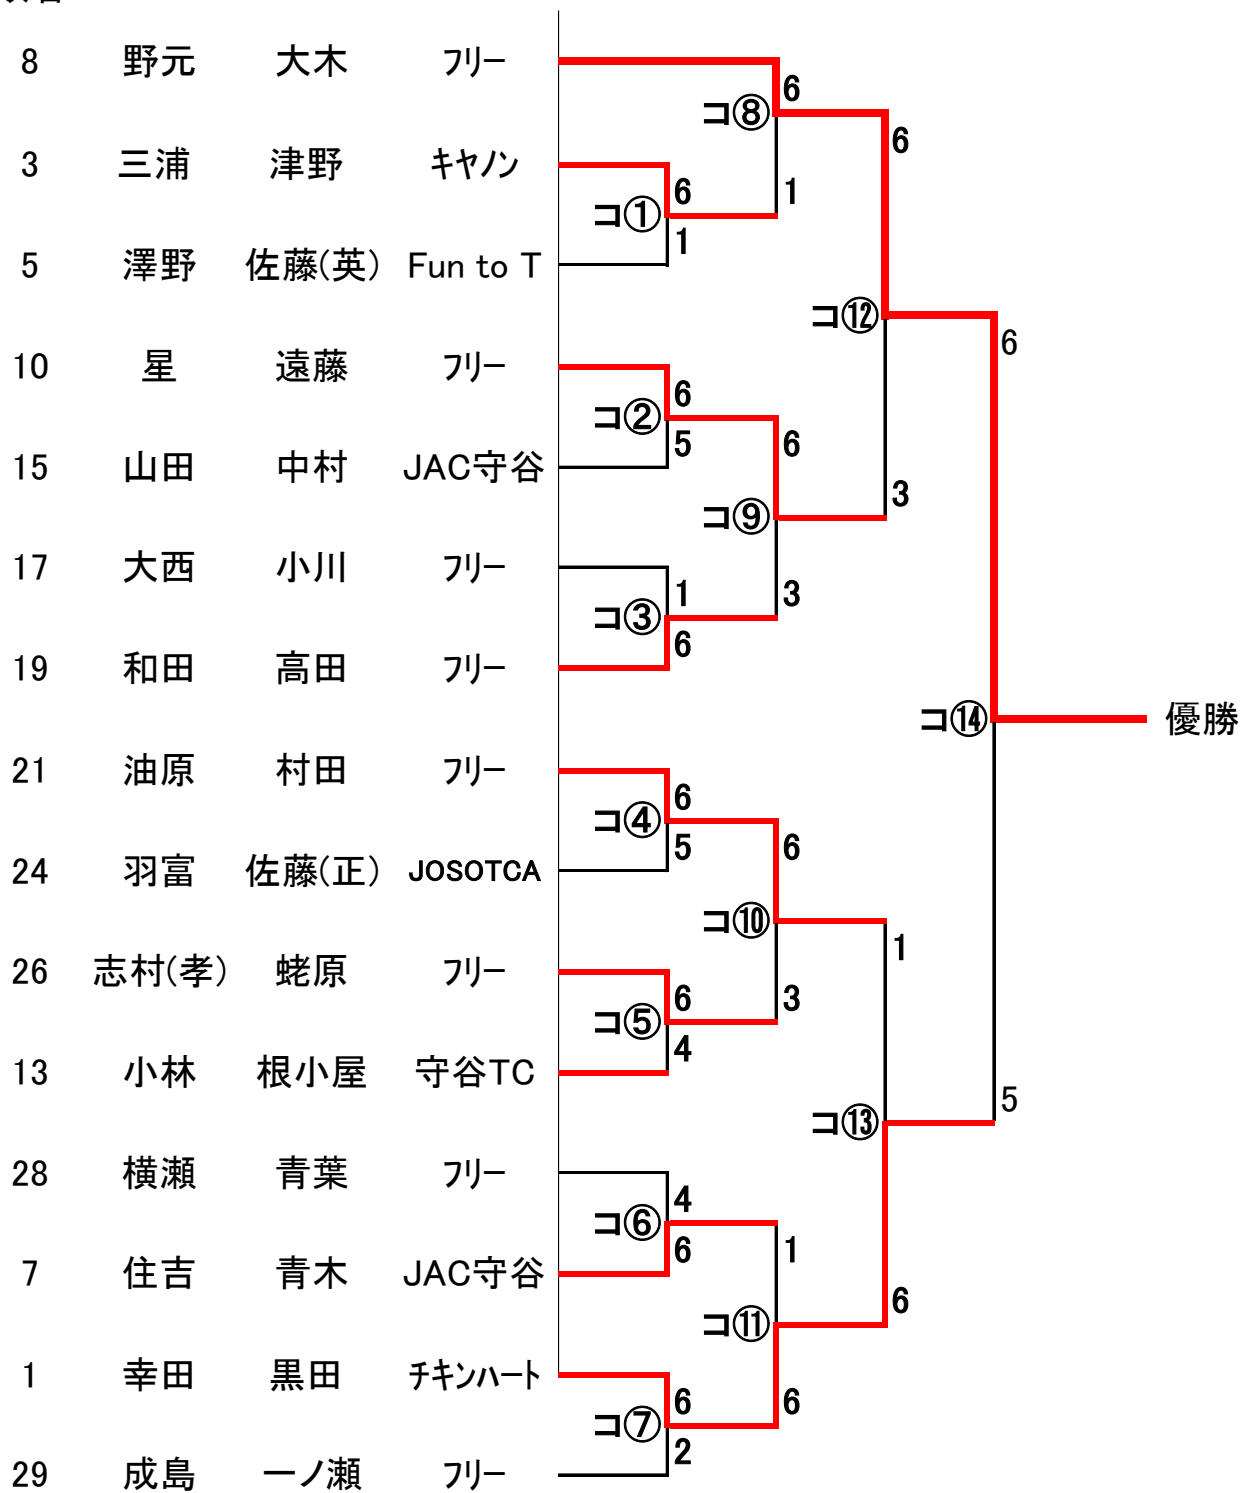 8 野元 大木 フリー
6
コ⑧
6
3 三浦 津野 キヤノン
6
1
コ①
1
5 澤野 佐藤(英) Fun to T
コ⑫
6
10 星 遠藤 フリー
6
コ②
5
6
15 山田 中村 JAC守谷
3
コ⑨
17 大西 小川 フリー
1
3
コ③
6
19 和田 高田 フリー
コ⑭
優勝
21 油原 村田 フリー
6
コ④
5
6
24 羽富 佐藤(正) JOSOTCA
コ⑩
1
26 志村(孝) 蛯原 フリー
6
3
コ⑤
4
13 小林 根小屋 守谷TC
5
コ⑬
28 横瀬 青葉 フリー
4
コ⑥
6
1
7 住吉 青木 JAC守谷
6
コ⑪
1 幸田 黒田 チキンハート
6
6
コ⑦
2
29 成島 一ノ瀬 フリー